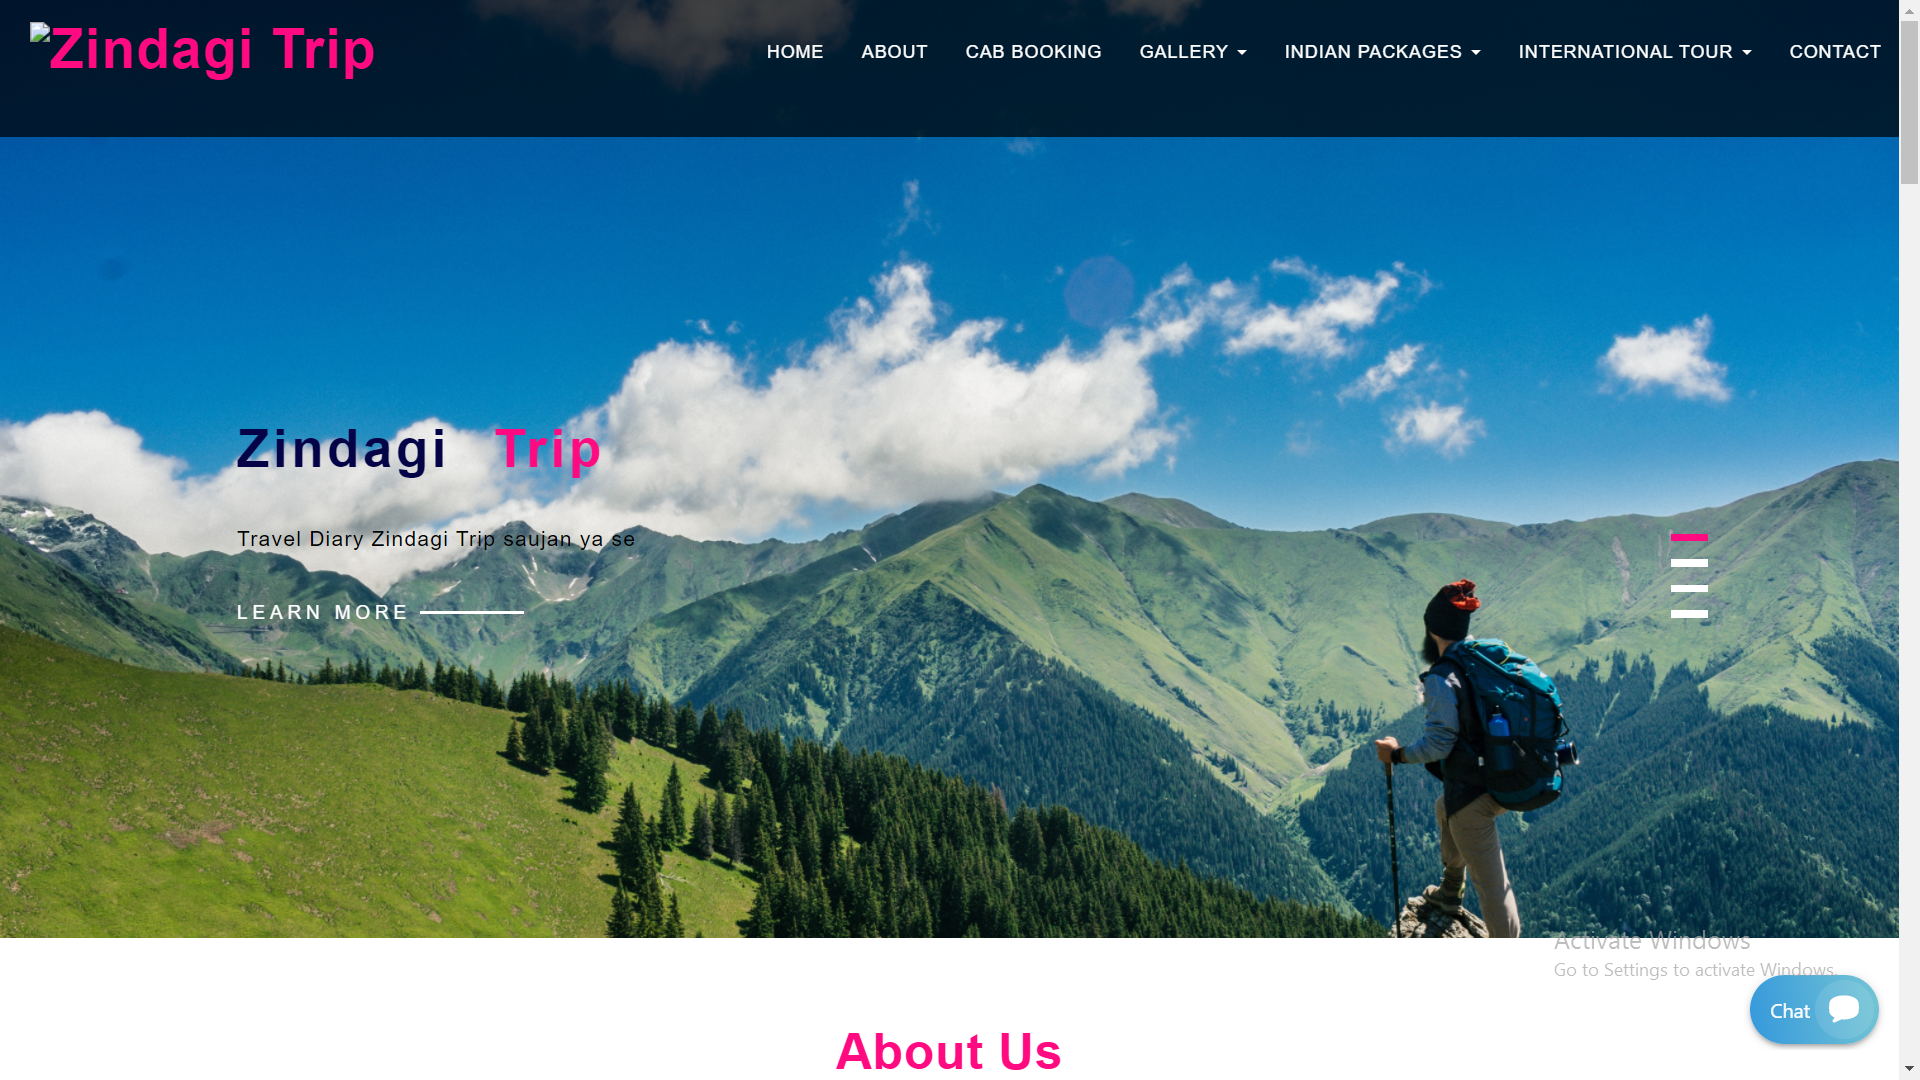 Zindagi Trip
HOME ABOUT CAB BOOKING GALLERY INDIAN PACKAGES INTERNATIONAL TOUR CONTACT
Zindagi Trip
Travel Diary Zindagi Trip saujan ya se
LEARN MORE
Activate Windows
Go to Settings to activate Windows.
Chat
About Us